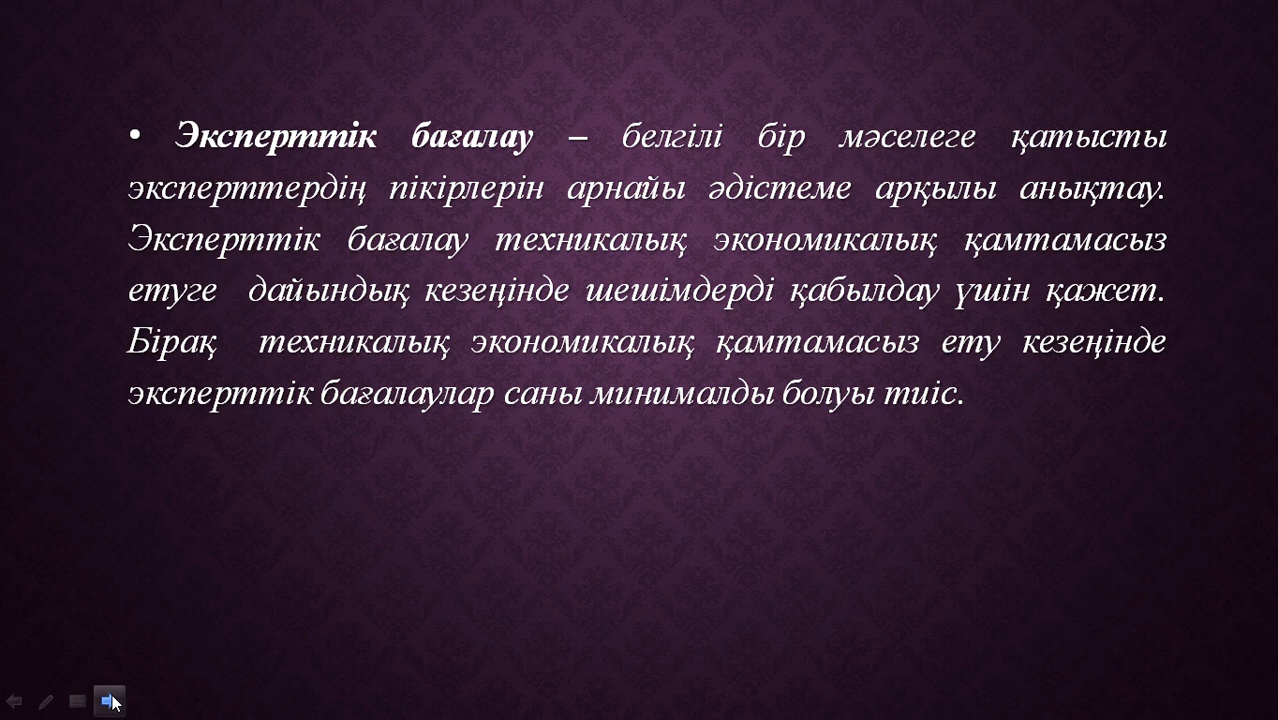 • Эксперттік бағалау – белгілі бір мәселеге қатысты
эксперттердің пікірлерін арнайы әдістеме арқылы анықтау.
Эксперттік бағалау техникалық экономикалық қамтамасыз
етуге дайындық кезеңінде шешімдерді қабылдау үшін қажет.
Бірақ техникалық экономикалық қамтамасыз ету кезеңінде
эксперттік бағалаулар саны минималды болуы тиіс.